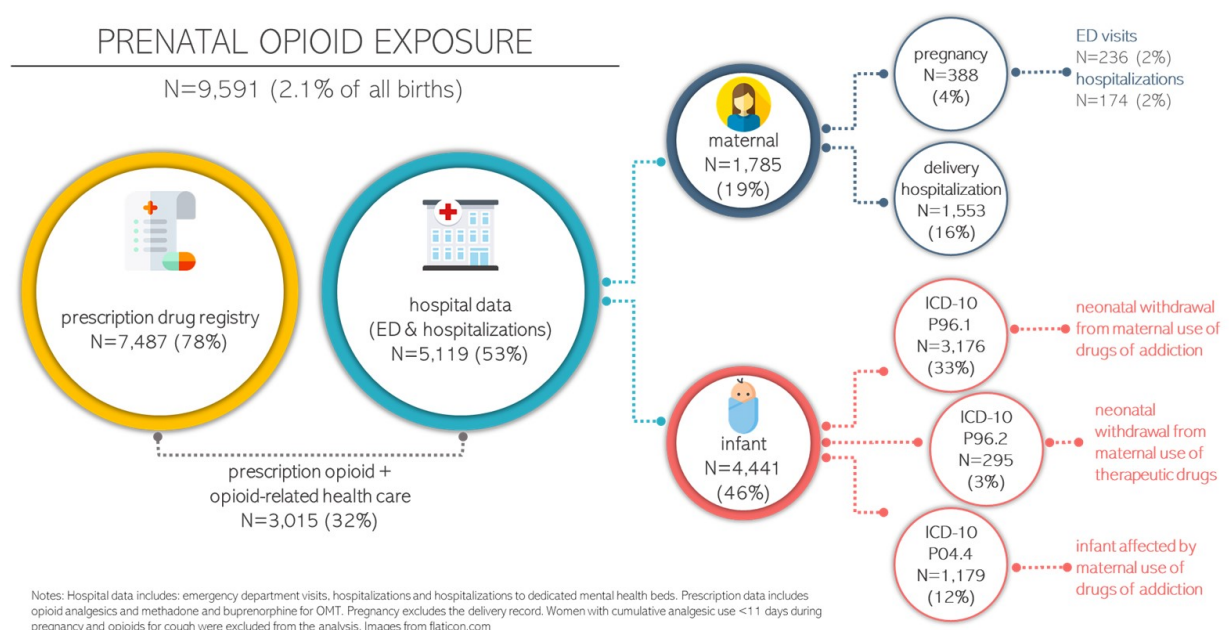 PRENATAL OPIOID EXPOSURE
N=9,591 (2.1% of all births)
prescription drug registry
N=7,487 (78%)
hospital data
(ED & hospitalizations)
N=5,119 (53%)
prescription opioid +
opioid-related health care
N=3,015 (32%)
maternal
N=1,785
(19%)
pregnancy
N=388
(4%)
ED visits
N=236 (2%)
hospitalizations
N=174 (2%)
delivery
hospitalization
N=1,553
(16%)
infant
N=4,441
(46%)
ICD-10
P96.1
N=3,176
(33%)
neonatal withdrawal
from maternal use of
drugs of addiction
ICD-10
P96.2
N=295
(3%)
neonatal
withdrawal from
maternal use of
therapeutic drugs
ICD-10
P04.4
N=1,179
(12%)
infant affected by
maternal use of
drugs of addiction
Notes: Hospital data includes: emergency department visits, hospitalizations and hospitalizations to dedicated mental health beds. Prescription data includes
opioid analgesics and methadone and buprenorphine for OMT. Pregnancy excludes the delivery record. Women with cumulative analgesic use <11 days during
pregnancy and opioids for cough were excluded from the analysis. Images from flaticon.com